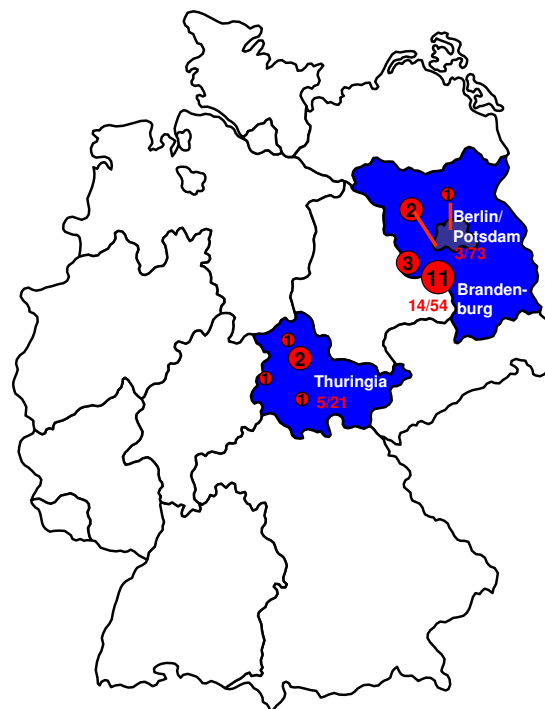 1
2
Berlin/
Potsdam
3/73
3
11
Branden-
burg
14/54
1
2
1
Thuringia
1
5/21